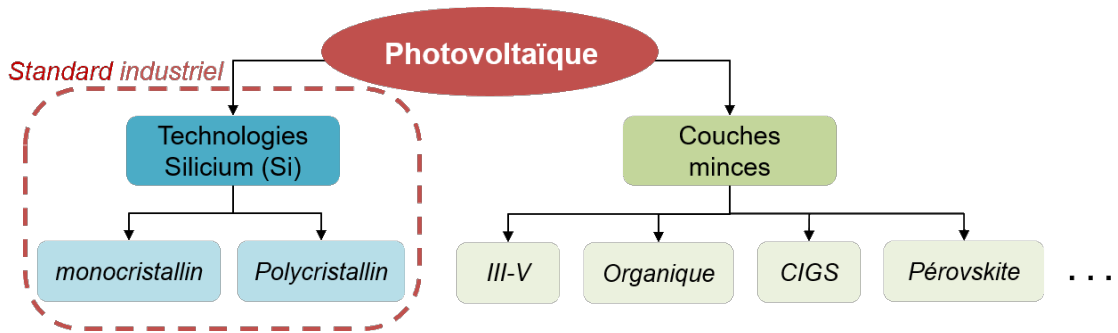 Photovoltaïque
Standard industriel
Technologies
Silicium (Si)
Couches
minces
monocristallin
Polycristallin
III-V
Organique
CIGS
Pérovskite
. . .